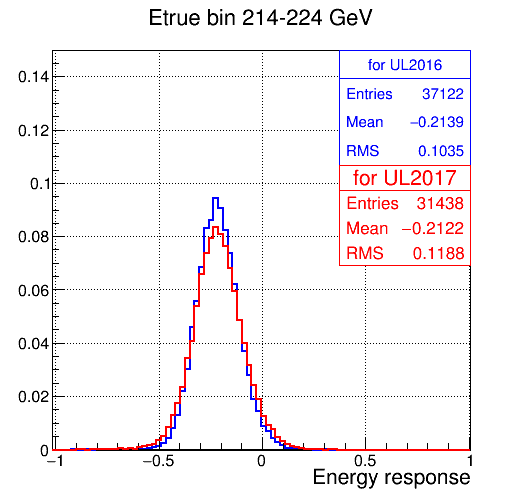 Etrue bin 214-224 GeV
for UL2016
Entries 37122
Mean −0.2139
RMS 0.1035
for UL2017
Entries 31438
Mean −0.2122
RMS 0.1188
0.14
0.12
0.1
0.08
0.06
0.04
0.02
0
−1 −0.5 0 0.5 1
Energy response